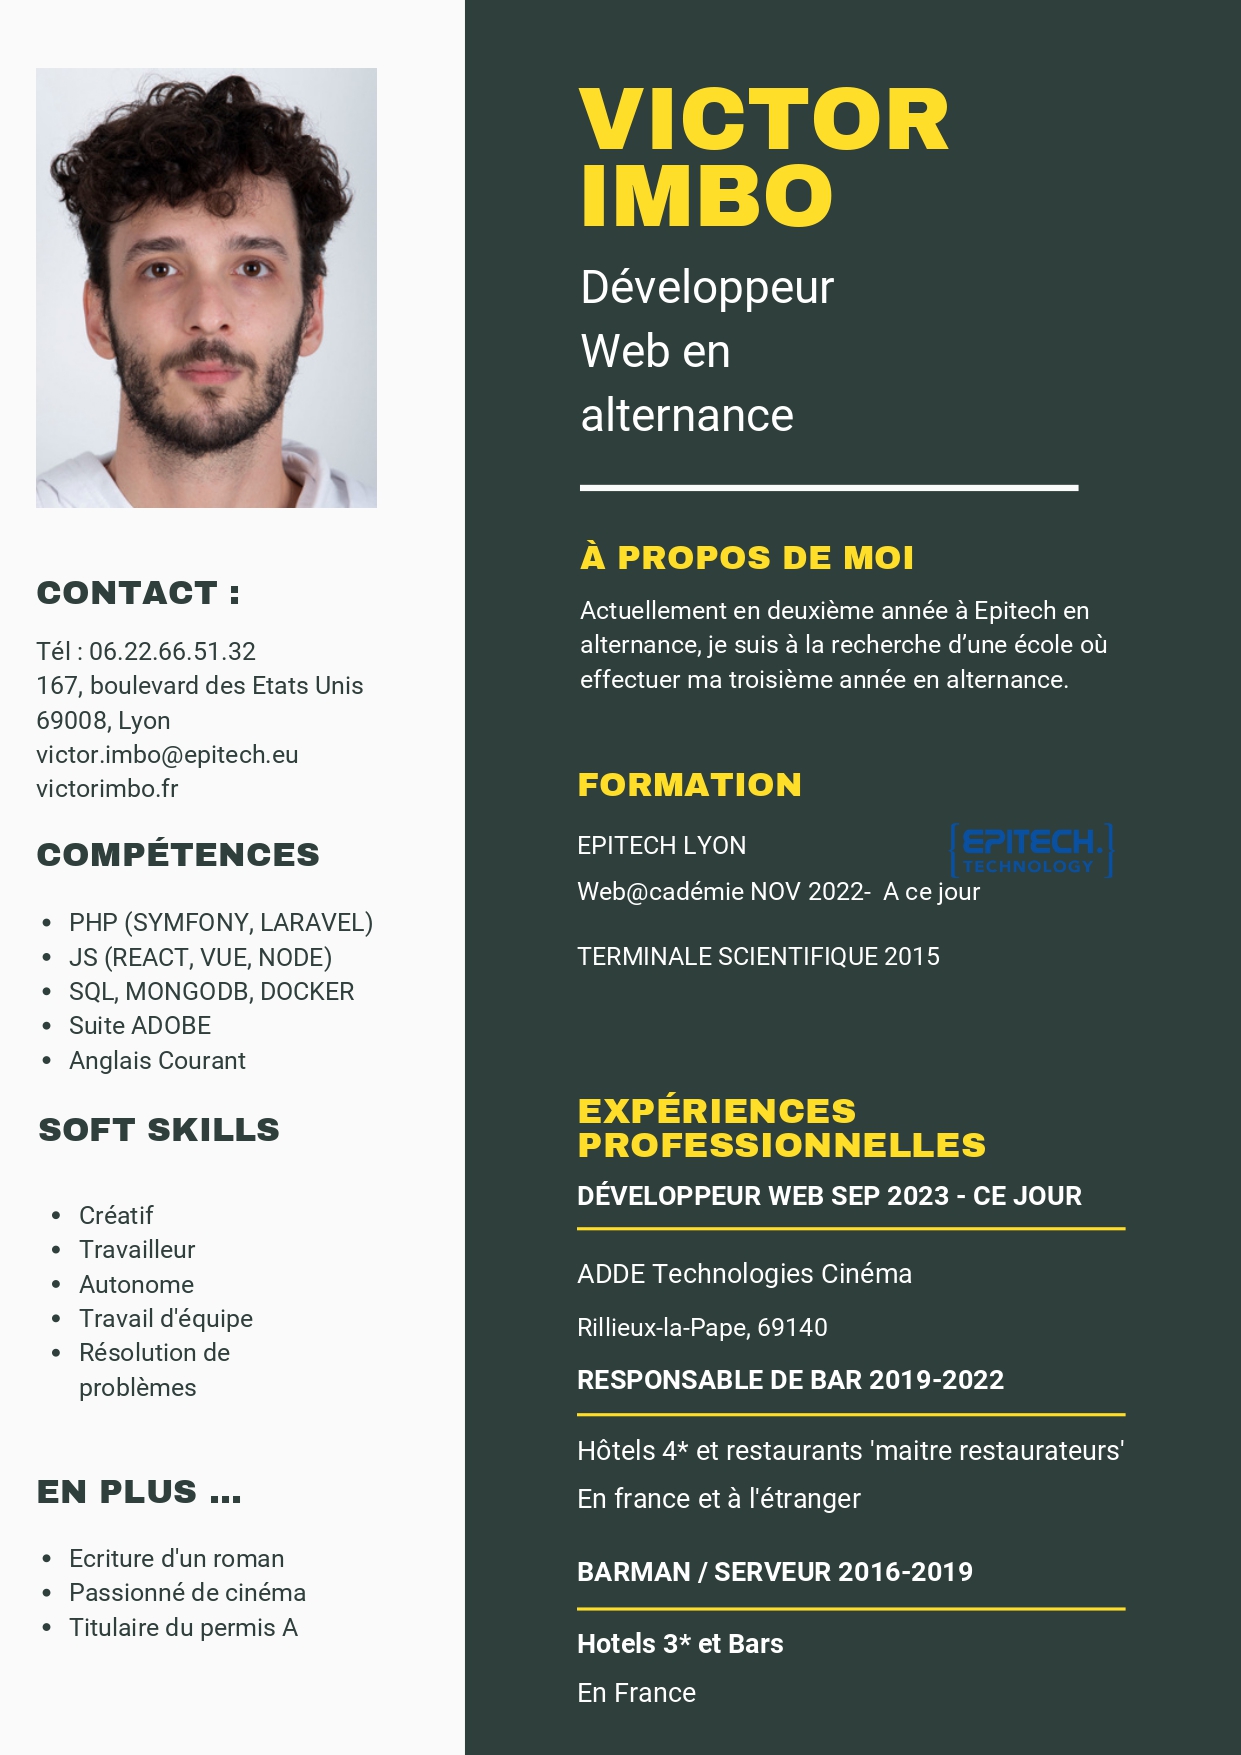 VICTOR
IMBO
Développeur
Web en
alternance
CONTACT :
Tél : 06.22.66.51.32
167, boulevard des Etats Unis
69008, Lyon
victor.imbo@epitech.eu
victorimbo.fr
COMPÉTENCES
PHP (SYMFONY, LARAVEL)
JS (REACT, VUE, NODE)
SQL, MONGODB, DOCKER
Suite ADOBE
Anglais Courant
SOFT SKILLS
Créatif
Travailleur
Autonome
Travail d'équipe
Résolution de
problèmes
EN PLUS ...
Ecriture d'un roman
Passionné de cinéma
Titulaire du permis A
À PROPOS DE MOI
Actuellement en deuxième année à Epitech en
alternance, je suis à la recherche d’une école où
effectuer ma troisième année en alternance.
FORMATION
EPITECH LYON
{EPITECH.}
TECHNOLOGY
Web@cadémie NOV 2022- A ce jour
TERMINALE SCIENTIFIQUE 2015
EXPÉRIENCES
PROFESSIONNELLES
DÉVELOPPEUR WEB SEP 2023 - CE JOUR
ADDE Technologies Cinéma
Rillieux-la-Pape, 69140
RESPONSABLE DE BAR 2019-2022
Hôtels 4* et restaurants 'maitre restaurateurs'
En france et à l'étranger
BARMAN / SERVEUR 2016-2019
Hotels 3* et Bars
En France